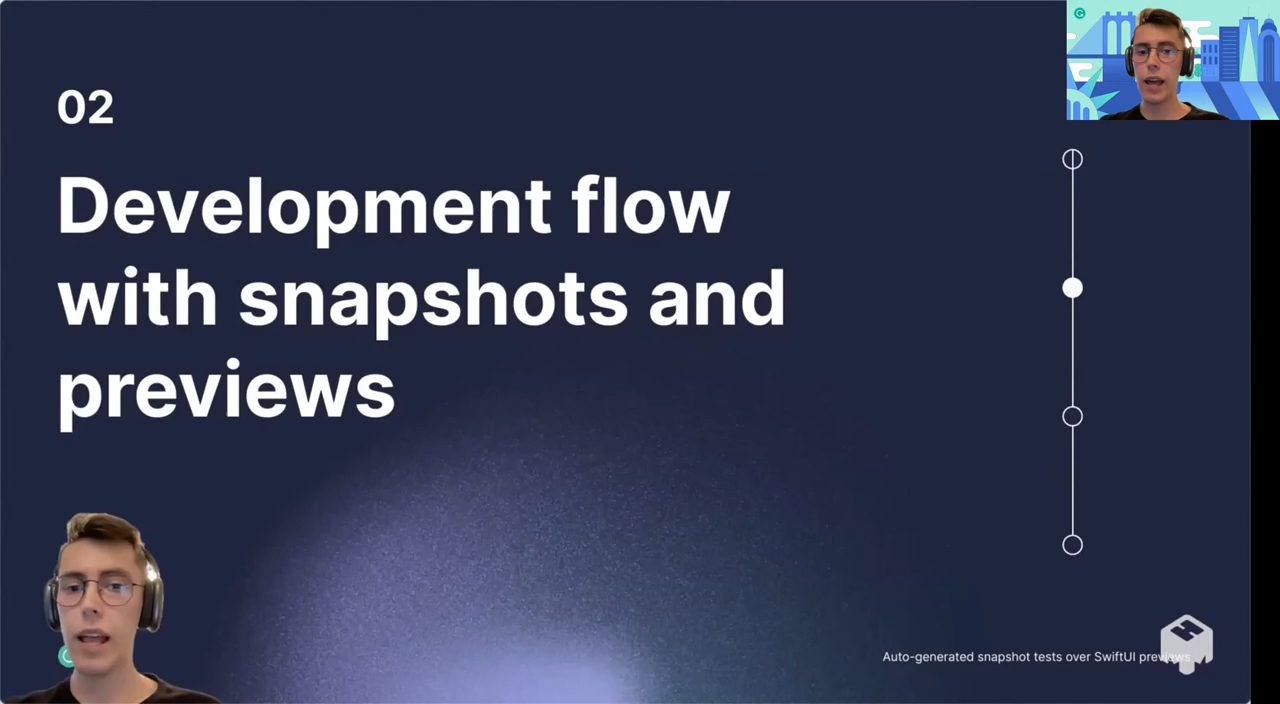 02
Development flow
with snapshots and
previews
Auto-generated snapshot tests over SwiftUI previews